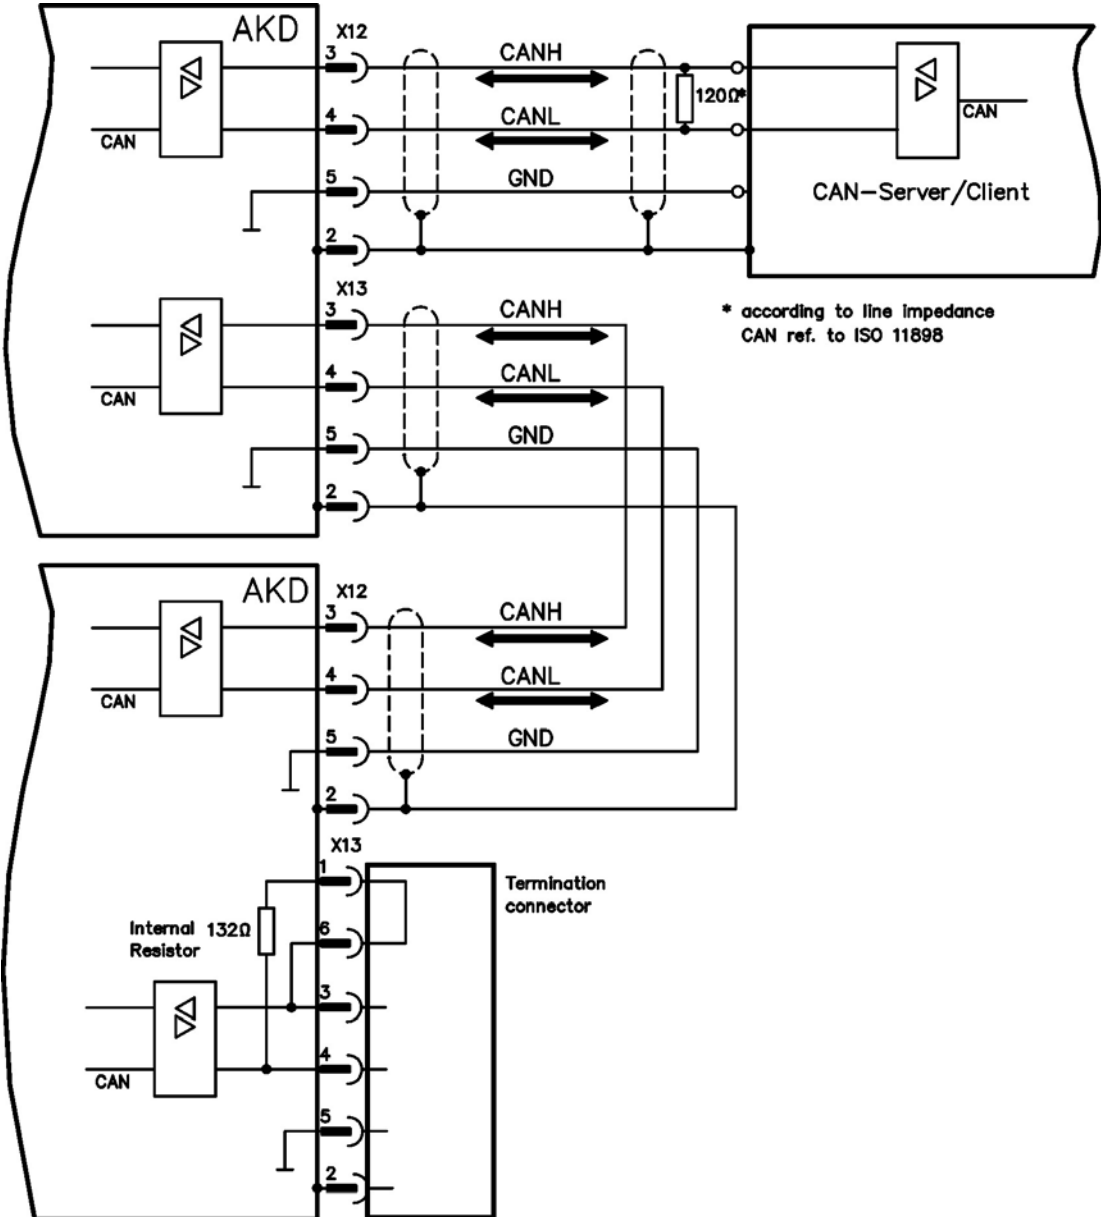 AKD
X12
3
CANH
120Ω*
CAN
4
CANL
CAN
5
GND
CAN-Server/Client
2
X13
3
CANH
* according to line impedance
CAN ref. to ISO 11898
4
CANL
CAN
5
GND
2
AKD
X12
3
CANH
4
CANL
CAN
5
GND
2
X13
1
Termination
connector
Internal 132Ω
Resistor
6
3
4
CAN
5
2